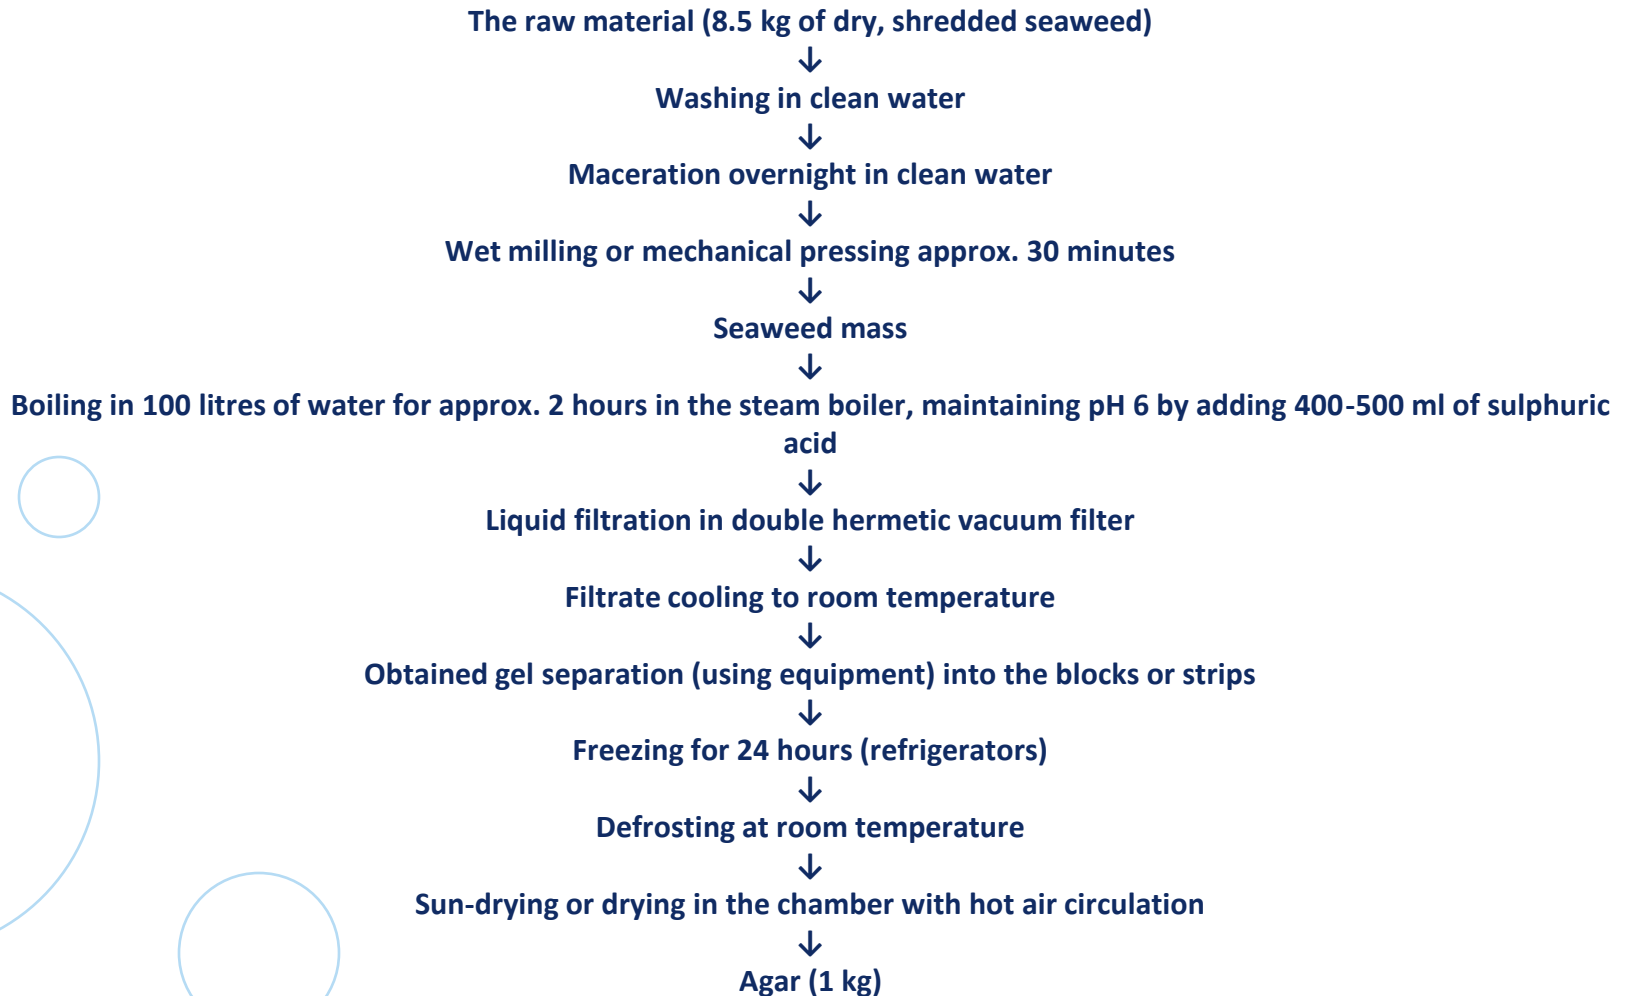 The raw material (8.5 kg of dry, shredded seaweed)
↓
Washing in clean water
↓
Maceration overnight in clean water
↓
Wet milling or mechanical pressing approx. 30 minutes
↓
Seaweed mass
↓
Boiling in 100 litres of water for approx. 2 hours in the steam boiler, maintaining pH 6 by adding 400-500 ml of sulphuric
acid
↓
Liquid filtration in double hermetic vacuum filter
↓
Filtrate cooling to room temperature
↓
Obtained gel separation (using equipment) into the blocks or strips
↓
Freezing for 24 hours (refrigerators)
↓
Defrosting at room temperature
↓
Sun-drying or drying in the chamber with hot air circulation
↓
Agar (1 kg)